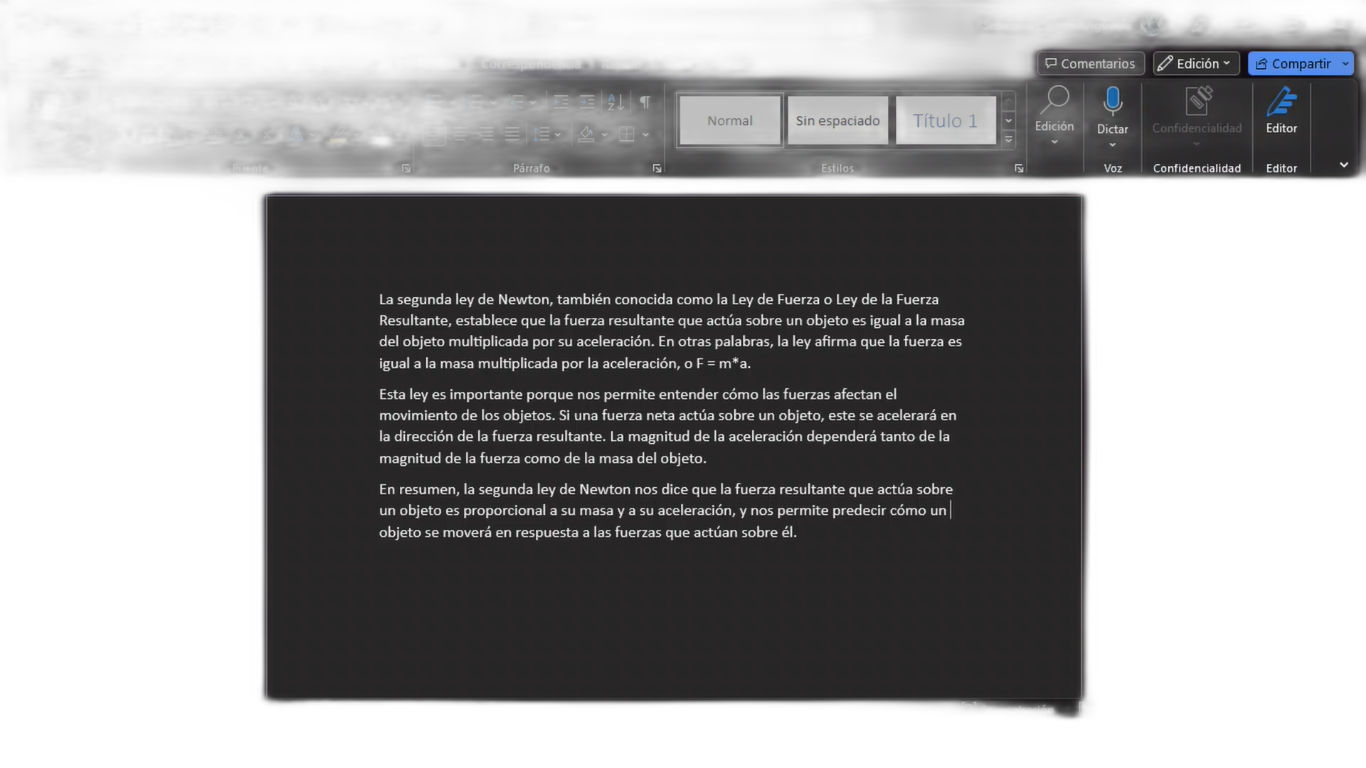 Comentarios
Edición
Compartir
Normal
Sin espaciado
Título 1
Edición
Dictar
Confidencialidad
Editor
Párrafo
Estilos
Voz
Confidencialidad
Editor
La segunda ley de Newton, también conocida como la Ley de Fuerza o Ley de la Fuerza
Resultante, establece que la fuerza resultante que actúa sobre un objeto es igual a la masa
del objeto multiplicada por su aceleración. En otras palabras, la ley afirma que la fuerza es
igual a la masa multiplicada por la aceleración, o F = m*a.
Esta ley es importante porque nos permite entender cómo las fuerzas afectan el
movimiento de los objetos. Si una fuerza neta actúa sobre un objeto, este se acelerará en
la dirección de la fuerza resultante. La magnitud de la aceleración dependerá tanto de la
magnitud de la fuerza como de la masa del objeto.
En resumen, la segunda ley de Newton nos dice que la fuerza resultante que actúa sobre
un objeto es proporcional a su masa y a su aceleración, y nos permite predecir cómo un
objeto se moverá en respuesta a las fuerzas que actúan sobre él.